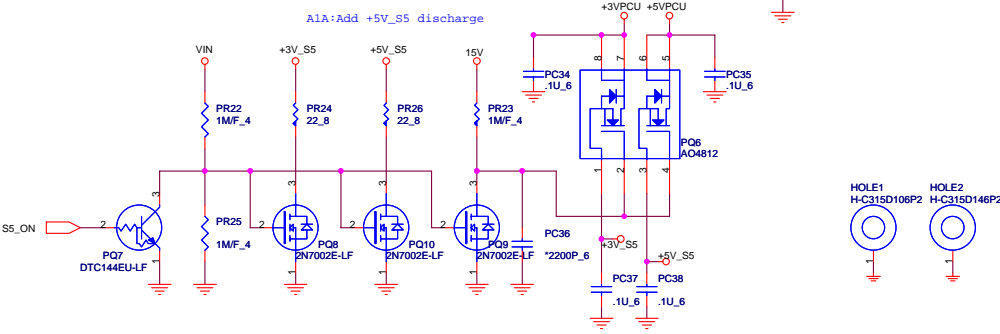 A1A:Add +5V_S5 discharge
+3VPCU
+5VPCU
VIN
+3V_S5
+5V_S5
15V
8
7
6
5
PC34
.1U_6
PC35
.1U_6
PR22
1M/F_4
PR24
22_8
PR26
22_8
PR23
1M/F_4
PQ6
AO4812
1
2
3
4
3
3
3
3
HOLE1
H-C315D106P2
HOLE2
H-C315D146P2
S5_ON
2
PR25
1M/F_4
2
2
2
PQ7
DTC144EU-LF
PQ8
2N7002E-LF
PQ10
2N7002E-LF
PQ9
2N7002E-LF
PC36
*2200P_6
+3V_S5
+5V_S5
1
1
1
1
1
1
PC37
.1U_6
PC38
.1U_6